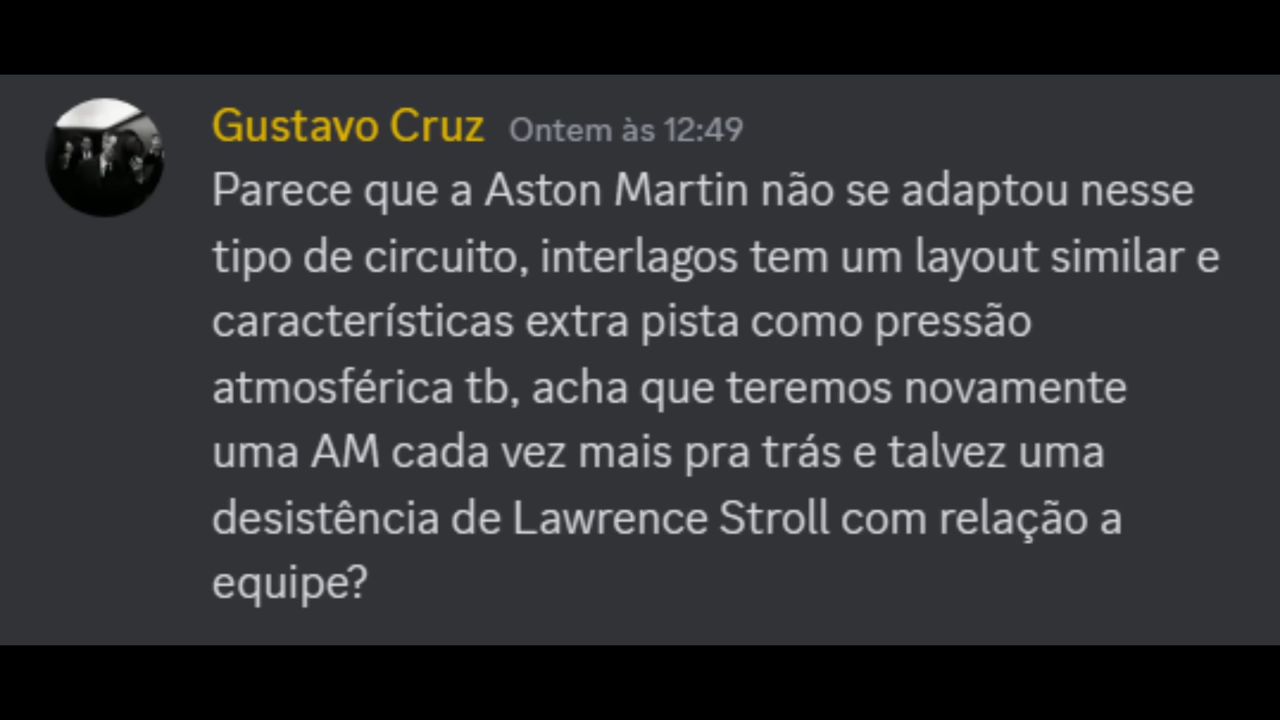 Gustavo Cruz Ontem às 12:49
Parece que a Aston Martin não se adaptou nesse
tipo de circuito, interlagos tem um layout similar e
características extra pista como pressão
atmosférica tb, acha que teremos novamente
uma AM cada vez mais pra trás e talvez uma
desistência de Lawrence Stroll com relação a
equipe?